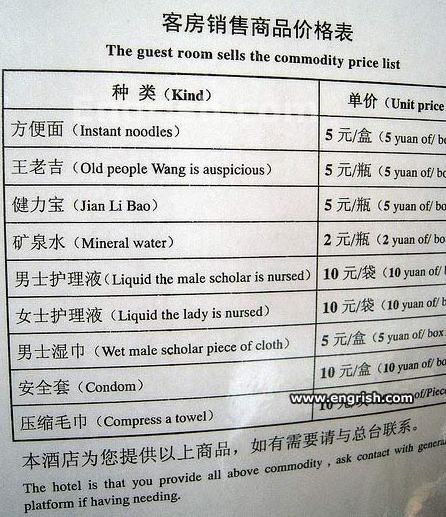 客房销售商品价格表
The guest room sells the commodity price list
种 类（Kind） 单价（Unit price
方便面（Instant noodles） 5 元/盒（5 yuan of/ bo
王老吉（Old people Wang is auspicious） 5 元/瓶（5 yuan of/ bo
健力宝（Jian Li Bao） 5 元/瓶（5 yuan of/ bo
矿泉水（Mineral water） 2 元/瓶（2 yuan of/ bo
男士护理液（Liquid the male scholar is nursed） 10 元/袋（10 yuan of/
女士护理液（Liquid the lady is nursed） 10 元/袋（10 yuan of/
男士湿巾（Wet male scholar piece of cloth） 5 元/盒（5 yuan of/ box
安全套（Condom） 10 元/盒（10 yuan of/ bo
www.engrish.com
压缩毛巾（Compress a towel） of/Piece
本酒店为您提供以上商品，如有需要请与总台联系。
The hotel is that you provide all above commodity , ask contact with genera
platform if having needing.